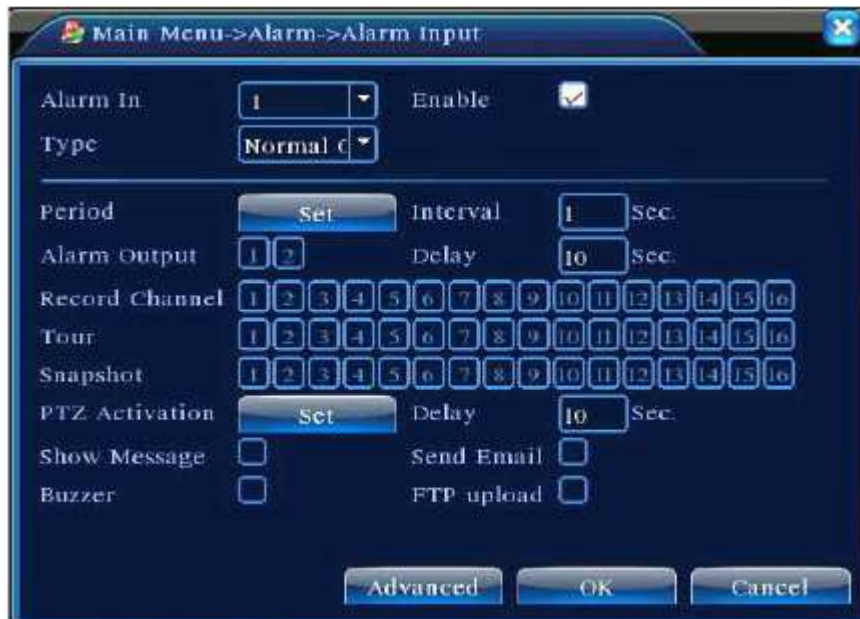 Main Menu->Alarm->Alarm Input
Alarm In 1 Enable
Type Normal
Period Set Interval 1 Sec.
Alarm Output 1 2 Delay 10 Sec.
Record Channel 1 2 3 4 5 6 7 8 9 10 11 12 13 14 15 16
Tour 1 2 3 4 5 6 7 8 9 10 11 12 13 14 15 16
Snapshot 1 2 3 4 5 6 7 8 9 10 11 12 13 14 15 16
PTZ Activation Set Delay 10 Sec.
Show Message Send Email
Buzzer FTP upload
Advanced OK Cancel